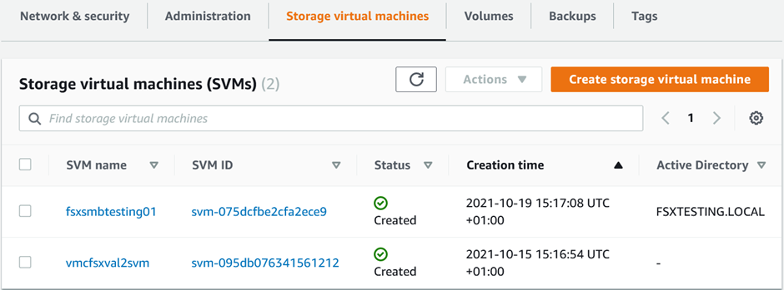 Network & security
Administration
Storage virtual machines
Volumes
Backups
Tags
Storage virtual machines (SVMs) (2)
Actions
Create storage virtual machine
Find storage virtual machines
1
SVM name
SVM ID
Status
Creation time
Active Directory
fsxsmbtesting01
svm-075dcfbe2cfa2ece9
Created
2021-10-19 15:17:08 UTC
+01:00
FSXTESTING.LOCAL
vmcfsxval2svm
svm-095db076341561212
Created
2021-10-15 15:16:54 UTC
+01:00
-